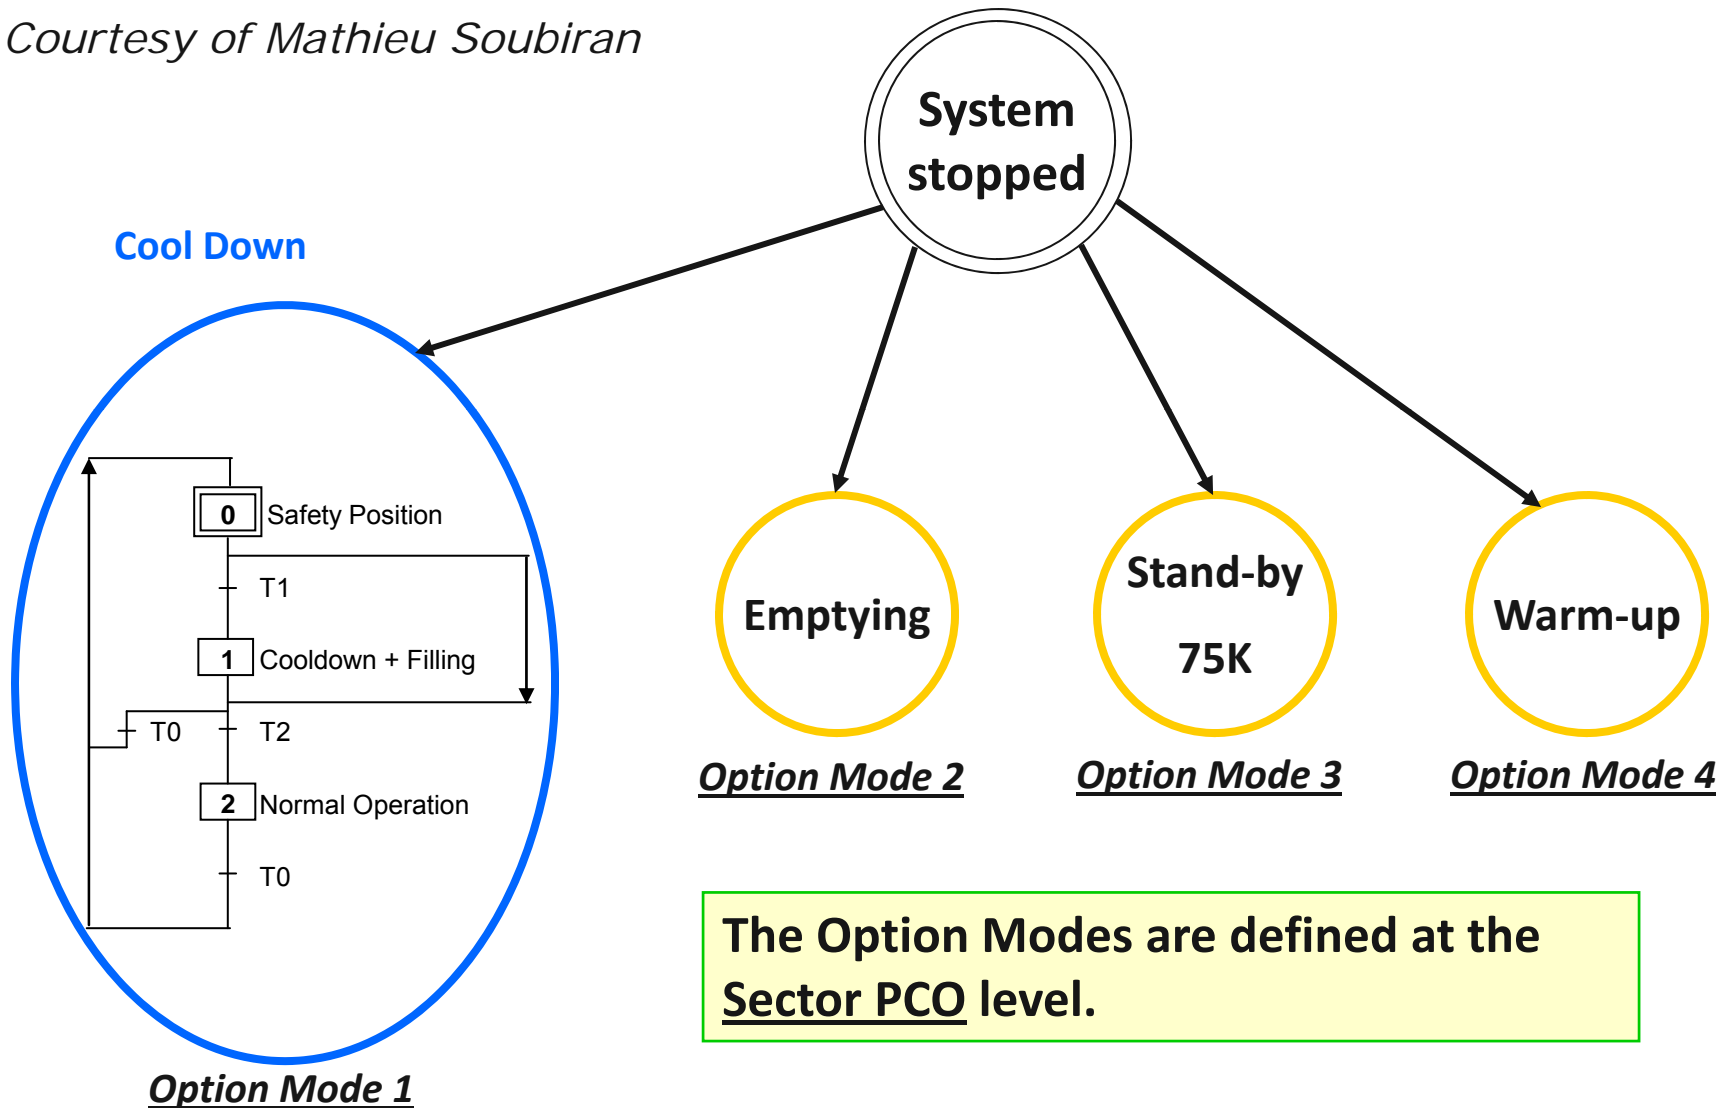 Courtesy of Mathieu Soubiran
System
stopped
Cool Down
0 Safety Position
T1
1 Cooldown + Filling
T0 T2
2 Normal Operation
T0
Option Mode 1
Emptying
Option Mode 2
Stand-by
75K
Option Mode 3
Warm-up
Option Mode 4
The Option Modes are defined at the
Sector PCO level.